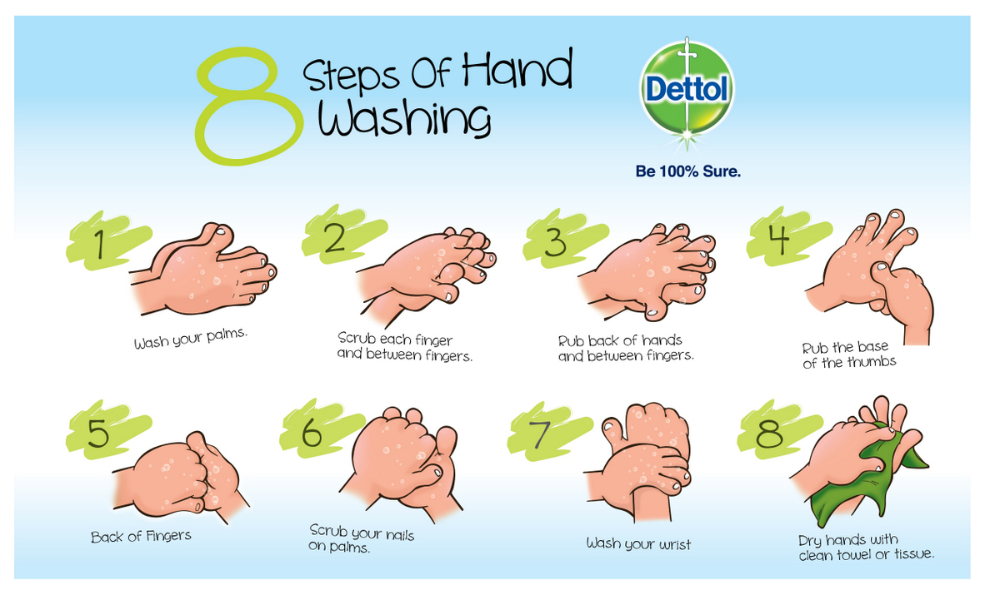 8 Steps Of Hand
Washing
Dettol
Be 100% Sure.
1
Wash your palms.
2
Scrub each finger
and between fingers.
3
Rub back of hands
and between fingers.
4
Rub the base
of the thumbs
5
Back of Fingers
6
Scrub your nails
on palms.
7
Wash your wrist
8
Dry hands with
clean towel or tissue.